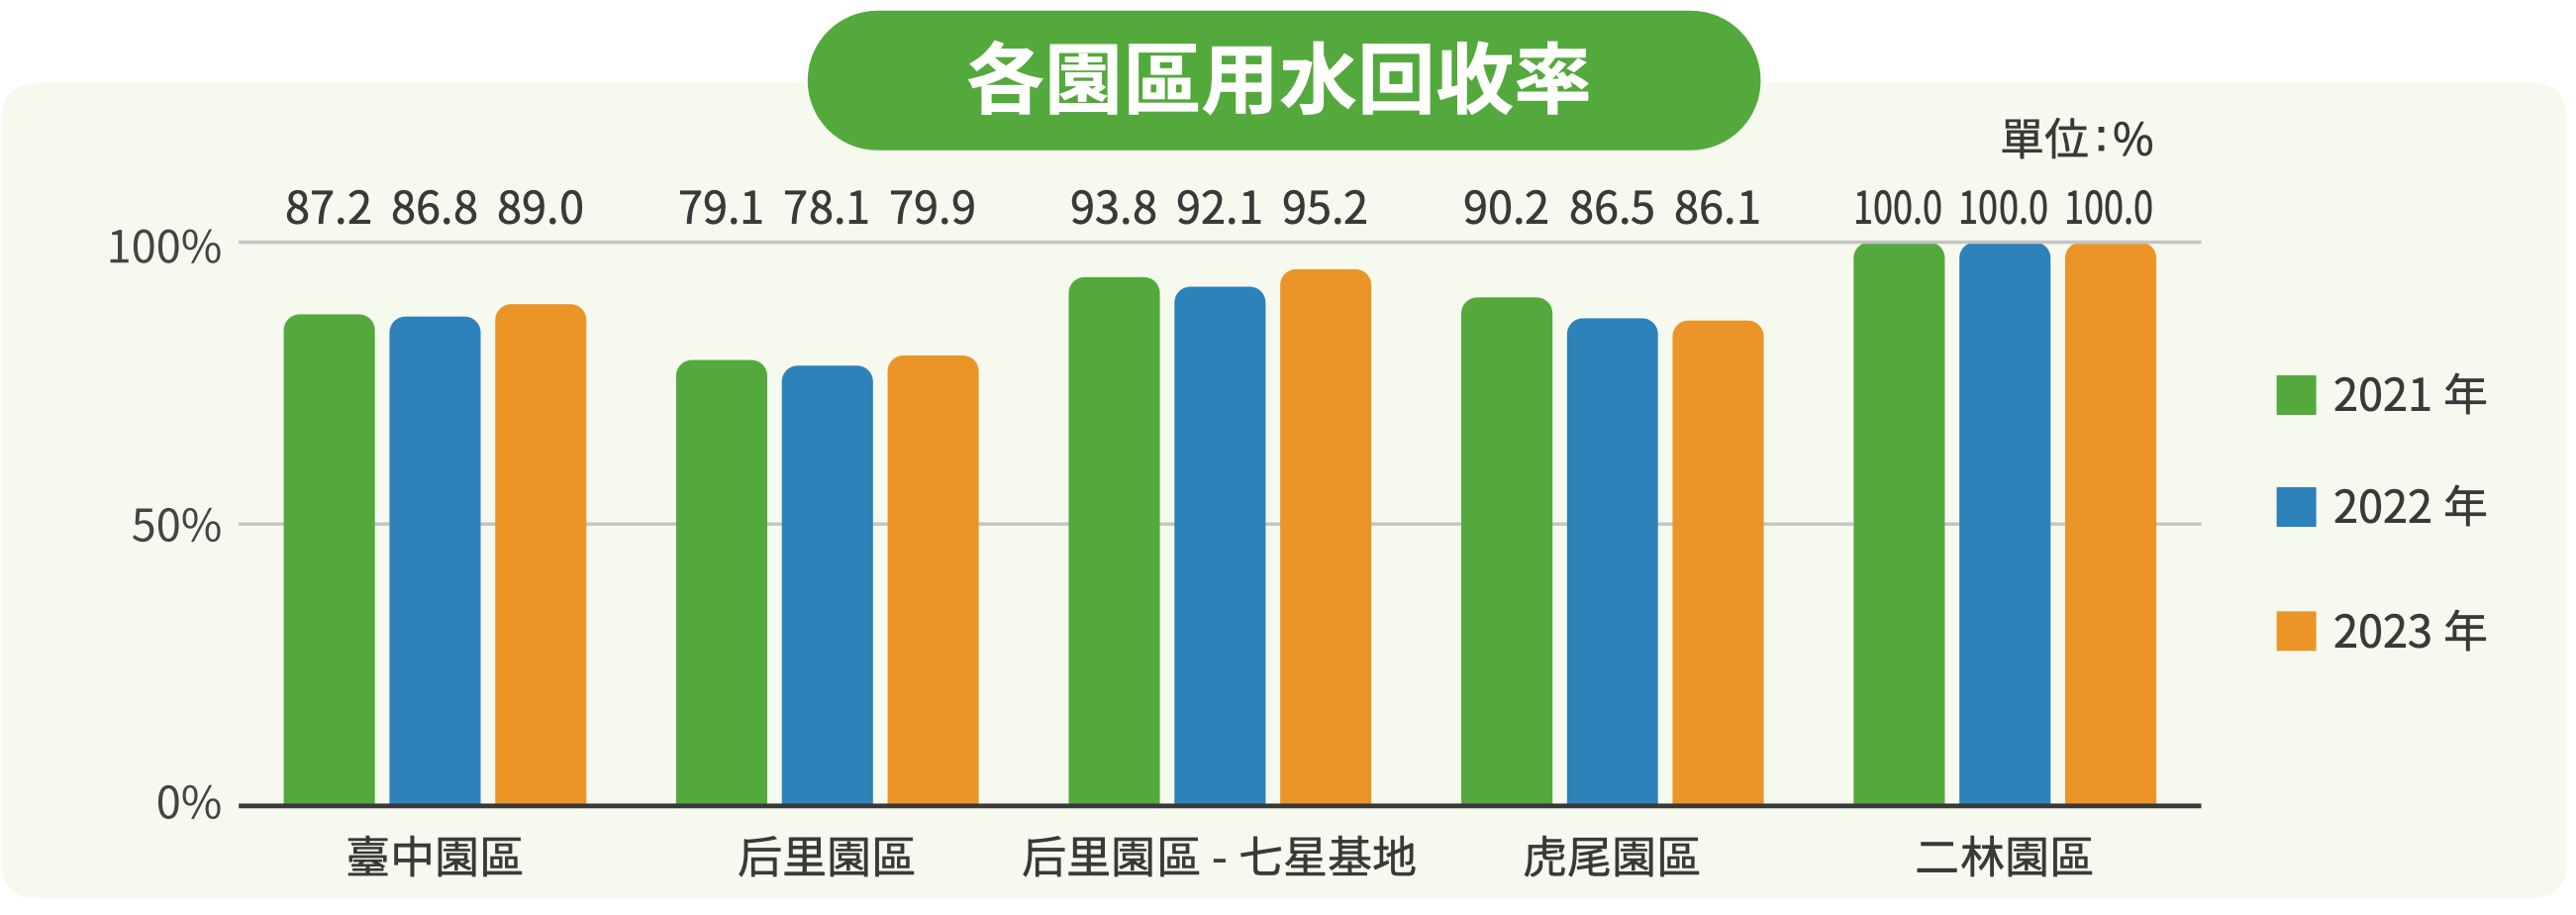 各園區用水回收率
單位：%
87.2 86.8 89.0 79.1 78.1 79.9 93.8 92.1 95.2 90.2 86.5 86.1 100.0 100.0 100.0
100%
50%
0%
2021 年
2022 年
2023 年
臺中園區 后里園區 后里園區 - 七星基地 虎尾園區 二林園區